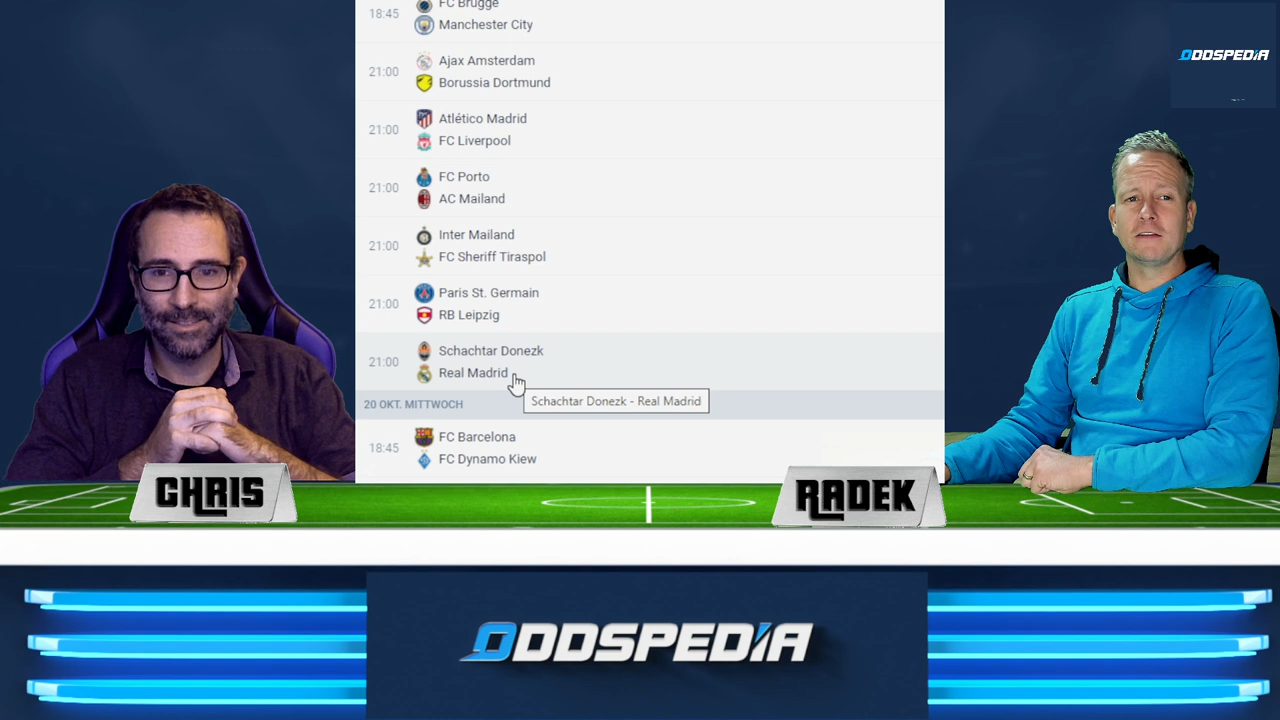 FC Brügge
18:45
Manchester City
ODDSPEDIA
Ajax Amsterdam
21:00
Borussia Dortmund
Atlético Madrid
21:00
FC Liverpool
FC Porto
21:00
AC Mailand
Inter Mailand
21:00
FC Sheriff Tiraspol
Paris St. Germain
21:00
RB Leipzig
Schachtar Donezk
21:00
Real Madrid
Schachtar Donezk - Real Madrid
20 OKT. MITTWOCH
FC Barcelona
18:45
FC Dynamo Kiew
CHRIS
RADEK
ODDSPEDIA